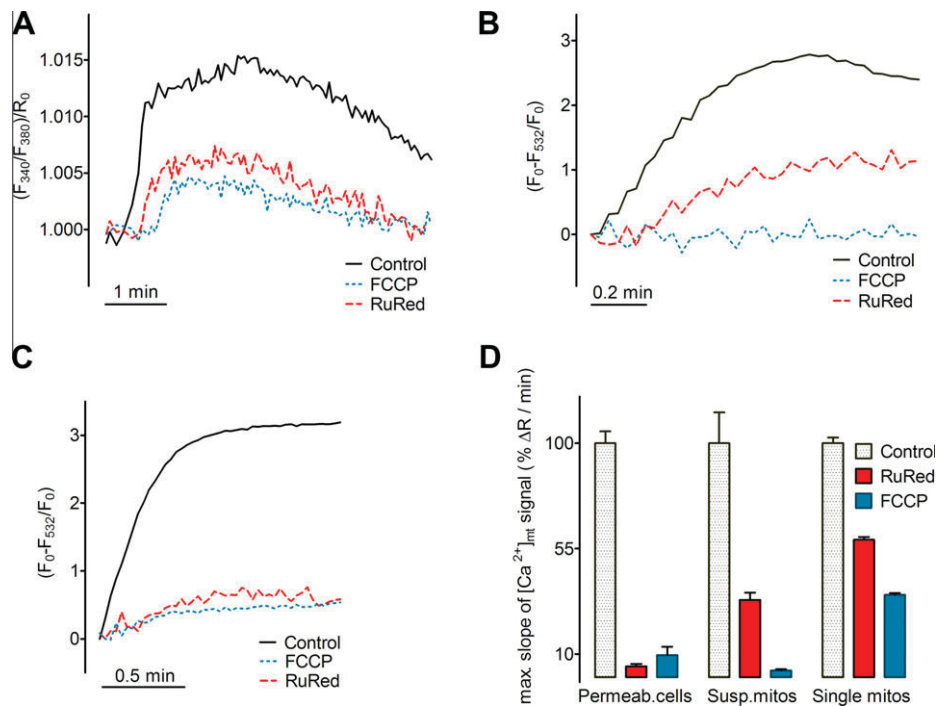 A
(F340/F380)/R0
1.015
1.010
1.005
1.000
Control
FCCP
RuRed
1 min
B
(F0-F532/F0)
3
2
1
0
Control
FCCP
RuRed
0.2 min
C
(F0-F532/F0)
3
2
1
0
Control
FCCP
RuRed
0.5 min
D
max. slope of [Ca2+]mt signal (% ΔR / min)
100
55
10
Control
RuRed
FCCP
Permeab.cells Susp.mitos Single mitos